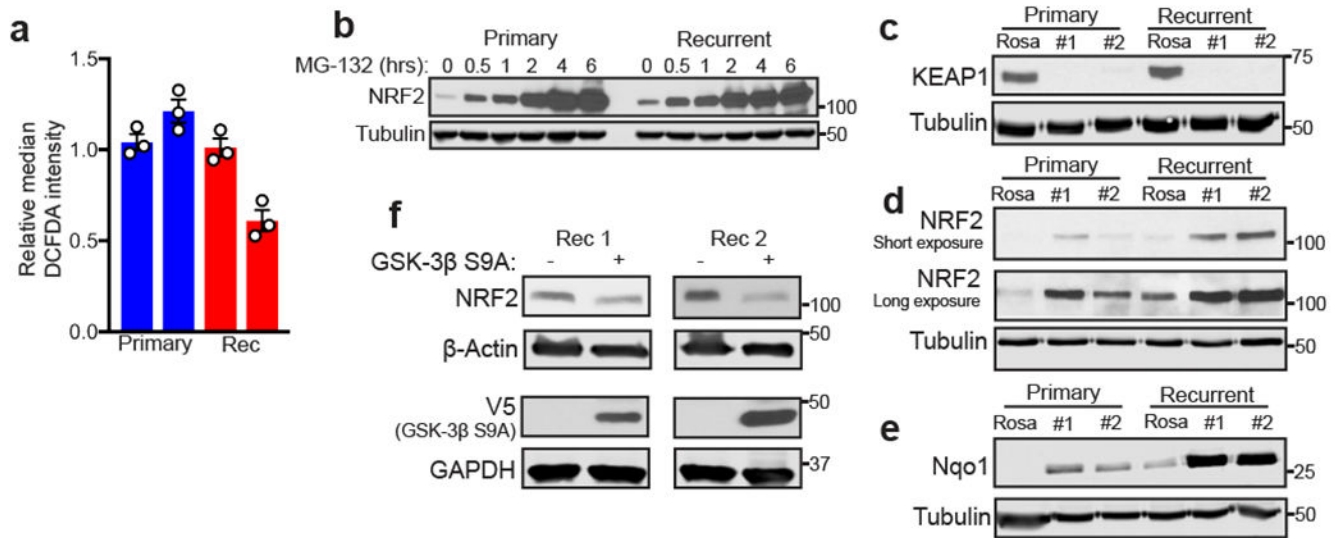 a
Relative median
DCFDA intensity
1.5
1.0
0.5
0.0
Primary Rec
b
Primary Recurrent
MG-132 (hrs): 0 0.5 1 2 4 6 0 0.5 1 2 4 6
NRF2 100
Tubulin 50
c
Primary Recurrent
Rosa #1 #2 Rosa #1 #2
KEAP1 75
Tubulin 50
d
Primary Recurrent
Rosa #1 #2 Rosa #1 #2
NRF2
Short exposure 100
NRF2
Long exposure 100
Tubulin 50
e
Primary Recurrent
Rosa #1 #2 Rosa #1 #2
Nqo1 25
Tubulin 50
f
Rec 1 Rec 2
GSK-3β S9A: - + - +
NRF2 100
β-Actin 50
V5 50
(GSK-3β S9A)
GAPDH 37